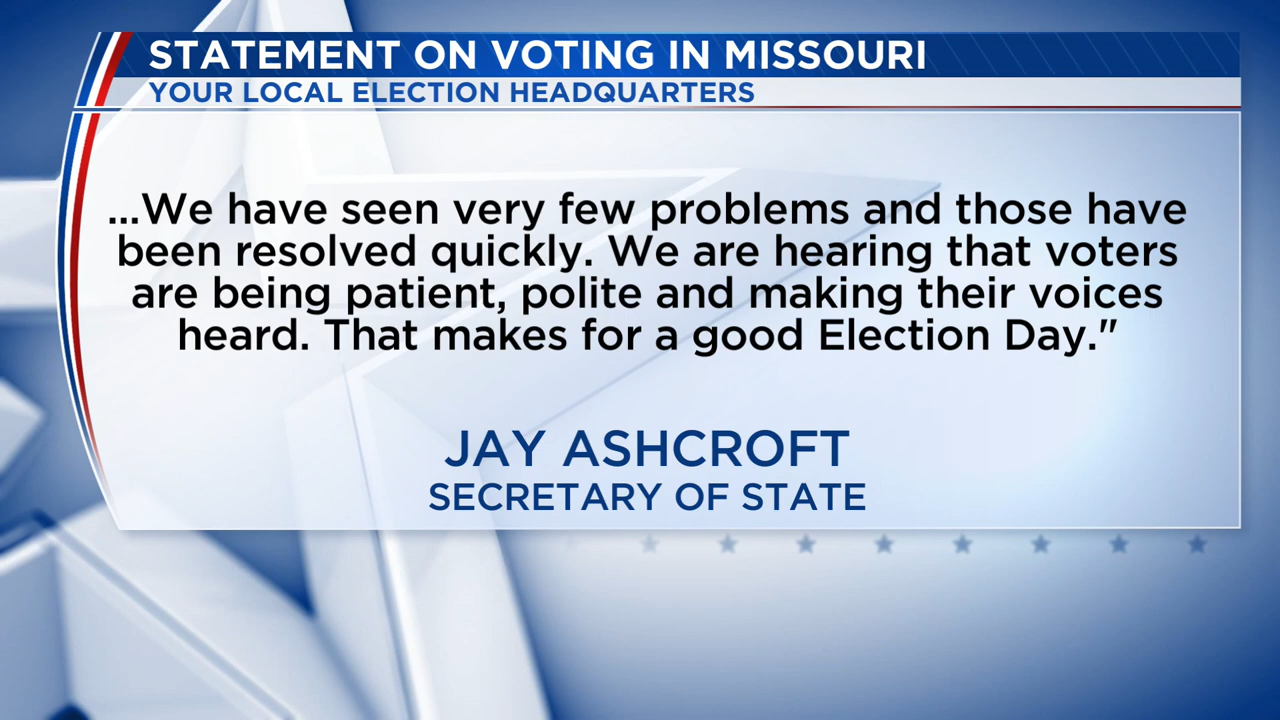 STATEMENT ON VOTING IN MISSOURI
YOUR LOCAL ELECTION HEADQUARTERS
...We have seen very few problems and those have
been resolved quickly. We are hearing that voters
are being patient, polite and making their voices
heard. That makes for a good Election Day."
JAY ASHCROFT
SECRETARY OF STATE